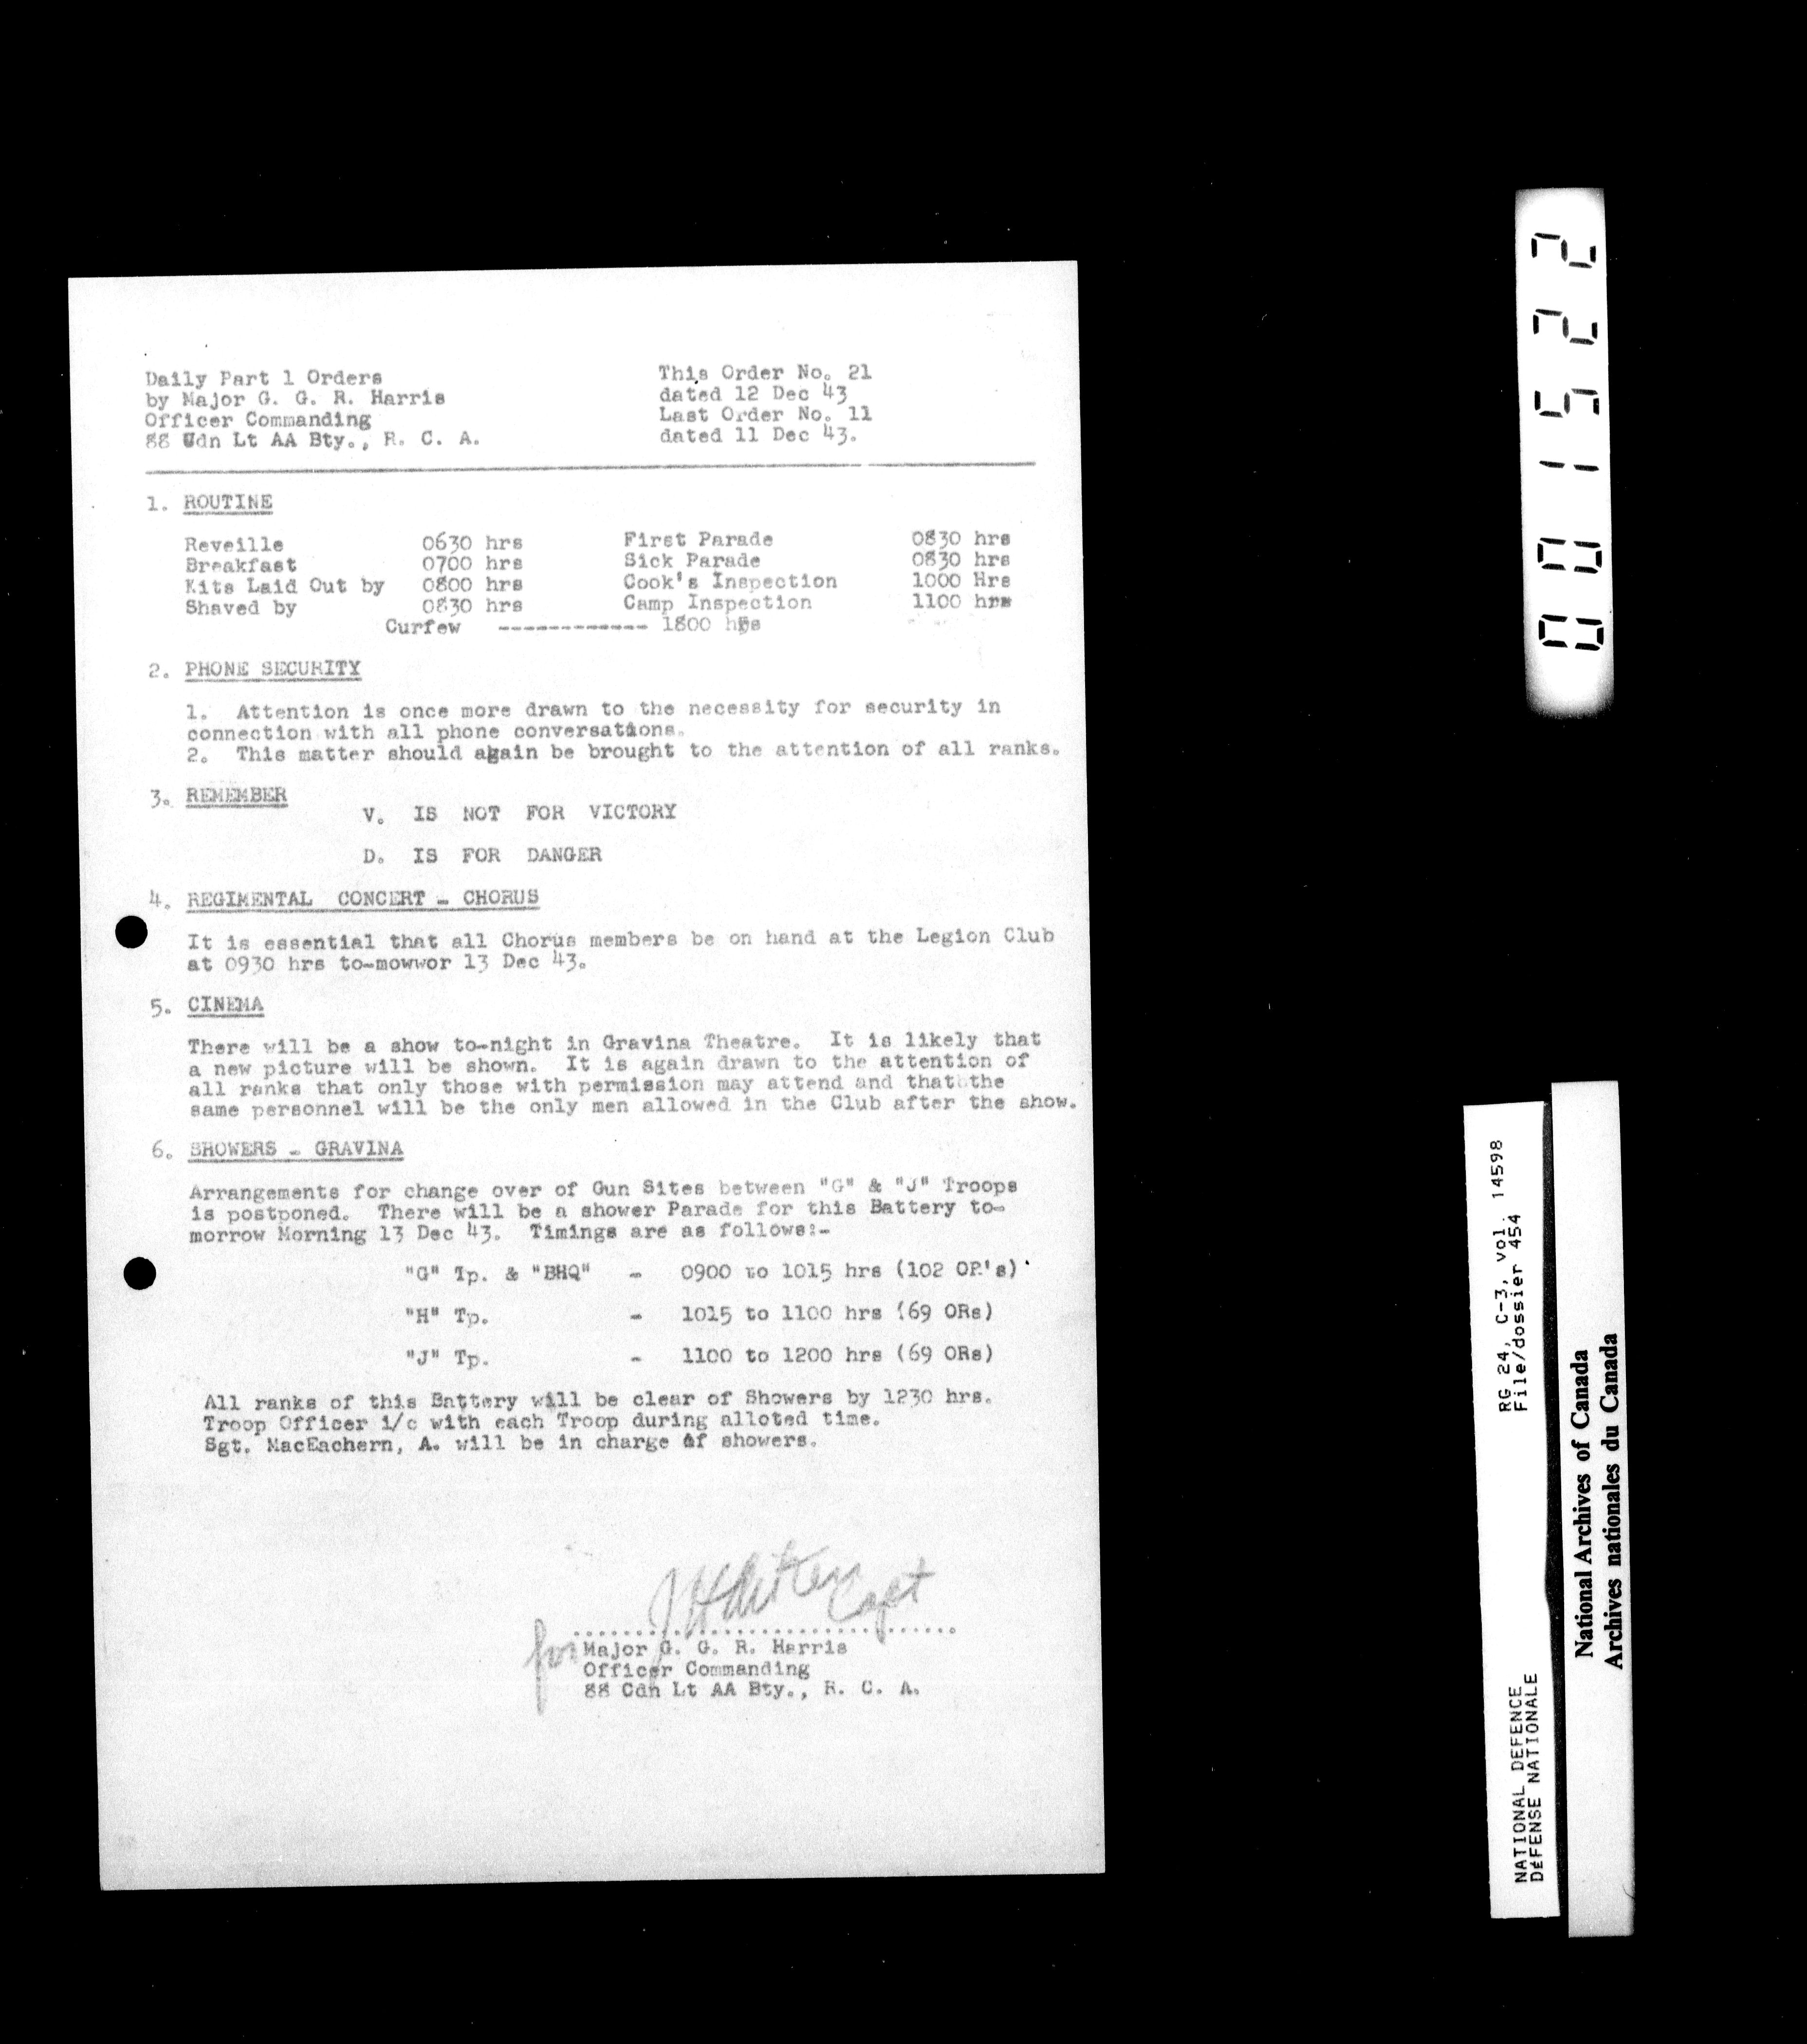 Daily Part 1 Orders
by Major G. G. R. Harris
Officer Commanding
88 Cdn Lt AA Bty., R. C. A.
This Order No. 21
dated 12 Dec 43
Last Order No. 11
dated 11 Dec 43.
1. ROUTINE
Reveille 0630 hrs First Parade 0830 hrs
Breakfast 0700 hrs Sick Parade 0830 hrs
Kits Laid Out by 0800 hrs Cook's Inspection 1000 Hrs
Shaved by 0830 hrs Camp Inspection 1100 hrs
Curfew ------------ 1800 hrs
2. PHONE SECURITY
1. Attention is once more drawn to the necessity for security in
connection with all phone conversations.
2. This matter should again be brought to the attention of all ranks.
3. REMEMBER
V. IS NOT FOR VICTORY
D. IS FOR DANGER
4. REGIMENTAL CONCERT - CHORUS
It is essential that all Chorus members be on hand at the Legion Club
at 0930 hrs to-mowwor 13 Dec 43.
5. CINEMA
There will be a show to-night in Gravina Theatre. It is likely that
a new picture will be shown. It is again drawn to the attention of
all ranks that only those with permission may attend and that the
same personnel will be the only men allowed in the Club after the show.
6. SHOWERS - GRAVINA
Arrangements for change over of Gun Sites between "G" & "J" Troops
is postponed. There will be a shower Parade for this Battery to-
morrow Morning 13 Dec 43. Timings are as follows:-
"G" Tp. & "BHQ" - 0900 to 1015 hrs (102 OR's)
"H" Tp. - 1015 to 1100 hrs (69 ORs)
"J" Tp. - 1100 to 1200 hrs (69 ORs)
All ranks of this Battery will be clear of Showers by 1230 hrs.
Troop Officer i/c with each Troop during alloted time.
Sgt. MacEachern, A. will be in charge of showers.
Capt
for Major G. G. R. Harris
Officer Commanding
88 Cdn Lt AA Bty., R. C. A.
001522
RG 24, C-3, vol. 14598
File/dossier 454
NATIONAL DEFENCE
DÉFENSE NATIONALE
National Archives of Canada
Archives nationales du Canada